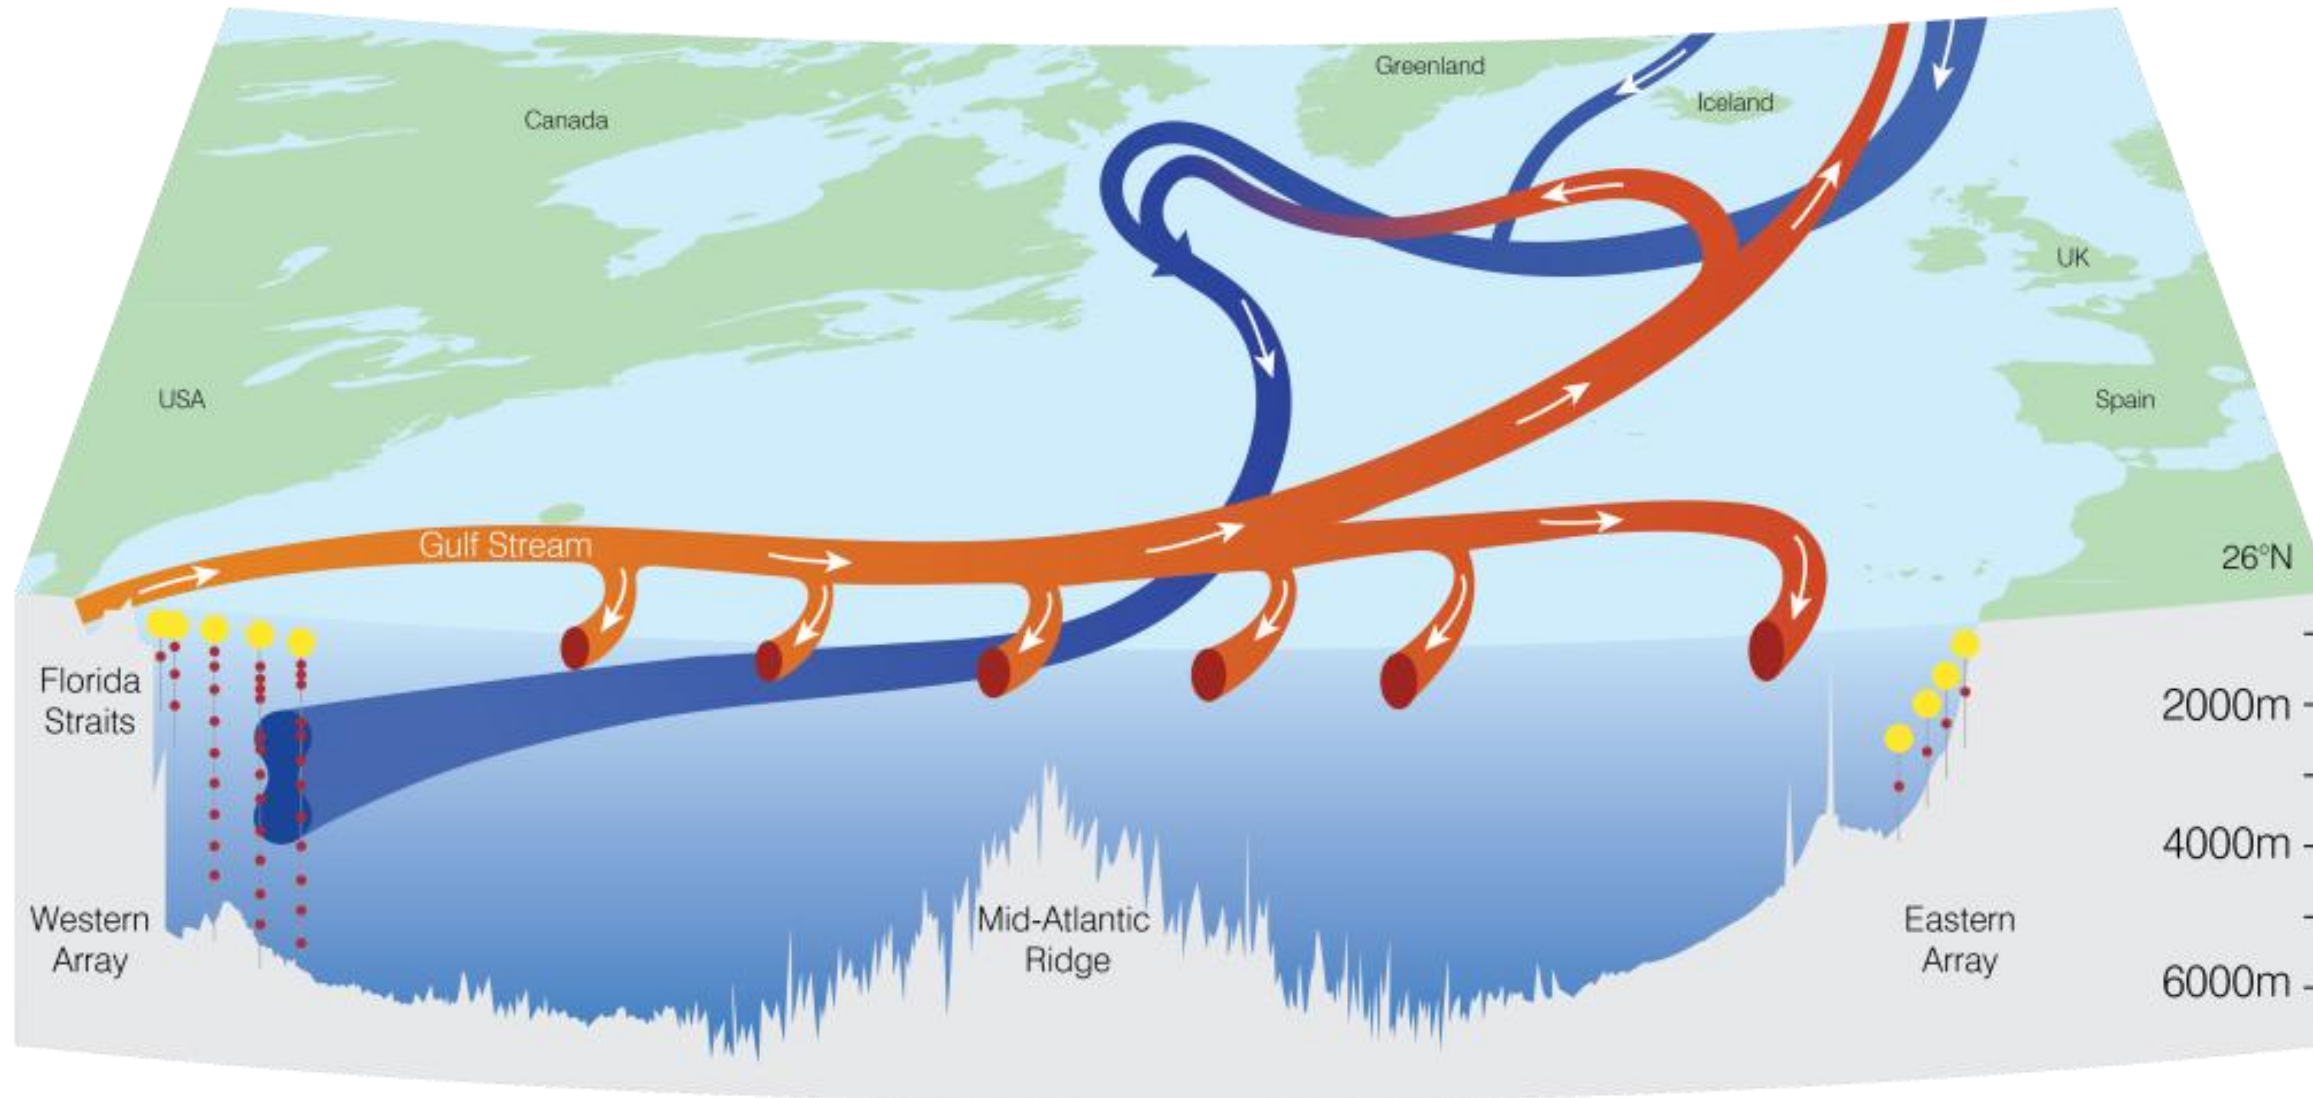 Greenland
Iceland
Canada
UK
USA
Spain
Gulf Stream
26°N
Florida
Straits
2000m
4000m
Western
Array
Mid-Atlantic
Ridge
Eastern
Array
6000m